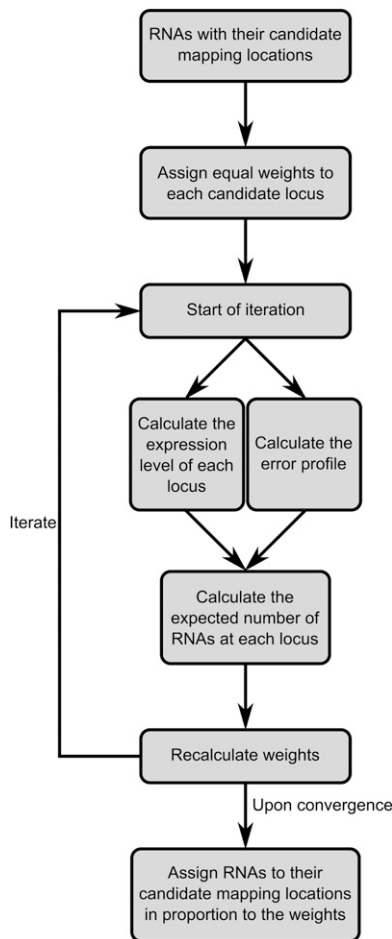 RNAs with their candidate
mapping locations
Assign equal weights to
each candidate locus
Start of iteration
Calculate the
expression
level of each
locus
Calculate the
error profile
Iterate
Calculate the
expected number of
RNAs at each locus
Recalculate weights
Upon convergence
Assign RNAs to their
candidate mapping locations
in proportion to the weights